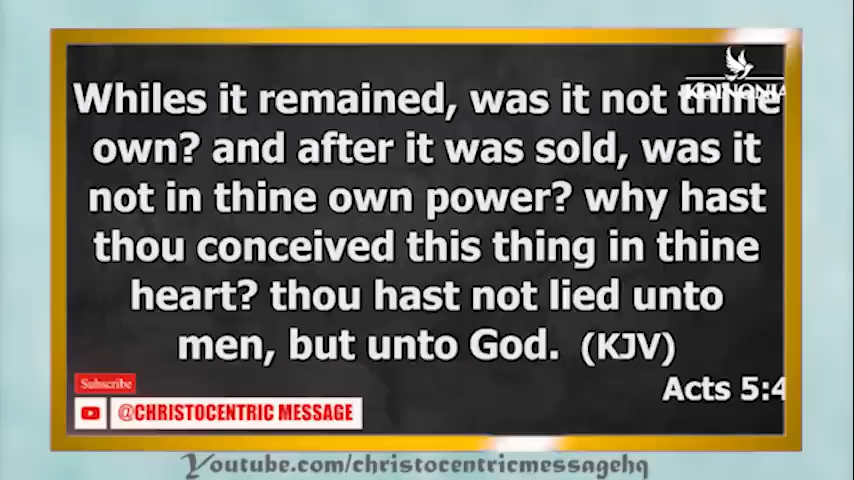 KOINONIA
Whiles it remained, was it not thine
own? and after it was sold, was it
not in thine own power? why hast
thou conceived this thing in thine
heart? thou hast not lied unto
men, but unto God. (KJV)
Acts 5:4
Subscribe
@CHRISTOCENTRIC MESSAGE
Youtube.com/christocentricmessagehq